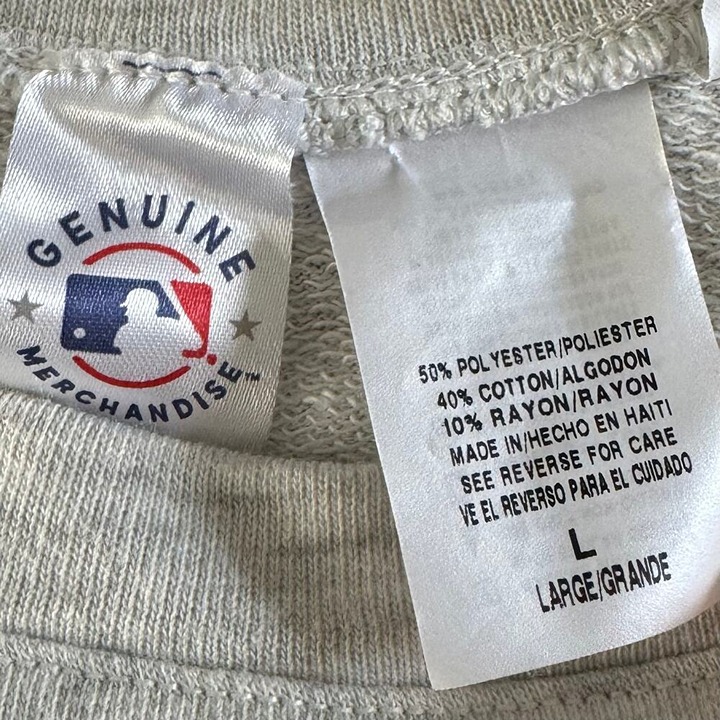 GENUINE
MERCHANDISE™
50% POLYESTER/POLIESTER
40% COTTON/ALGODON
10% RAYON/RAYON
MADE IN/HECHO EN HAITI
SEE REVERSE FOR CARE
VE EL REVERSO PARA EL CUIDADO
L
LARGE/GRANDE